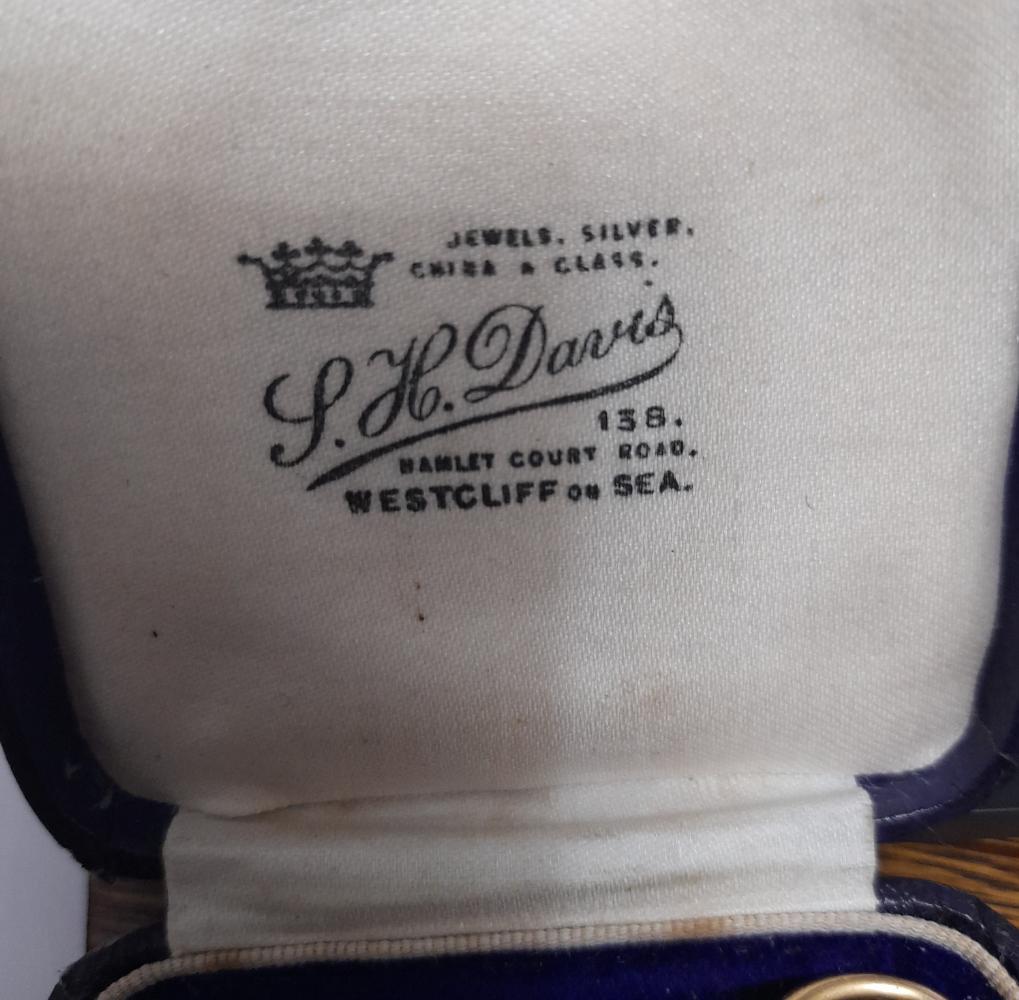 JEWELS. SILVER.
CHINA & GLASS.
S. H. Davis
138.
HAMLET COURT ROAD.
WESTCLIFF ON SEA.